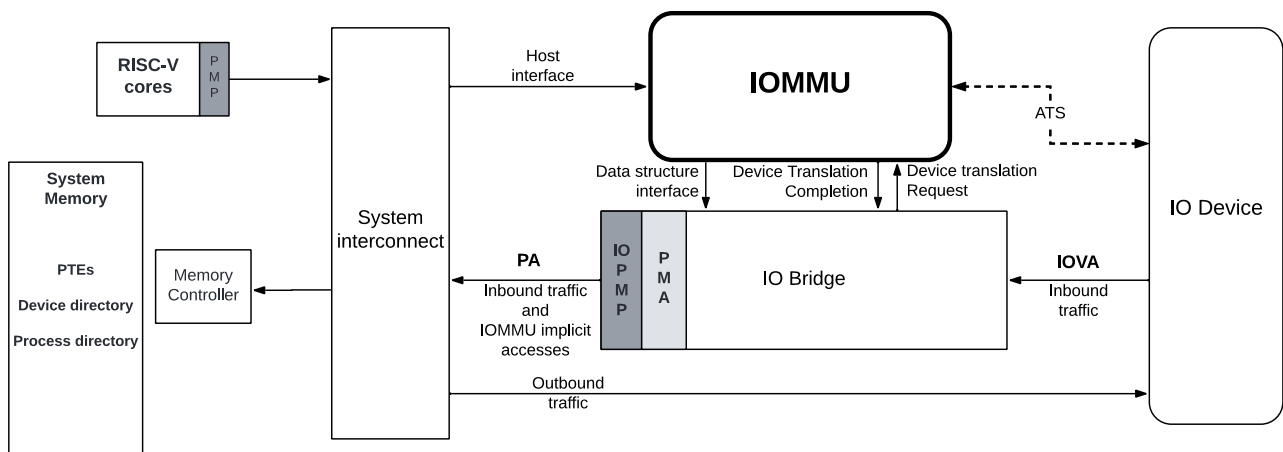 RISC-V
cores
P
M
P
System
Memory
PTEs
Device directory
Process directory
Memory
Controller
System
interconnect
Host
interface
IOMMU
ATS
Data structure
interface
Device Translation
Completion
Device translation
Request
IO
P
M
P
P
M
A
IO Bridge
PA
Inbound traffic
and
IOMMU implicit
accesses
IOVA
Inbound
traffic
IO Device
Outbound
traffic